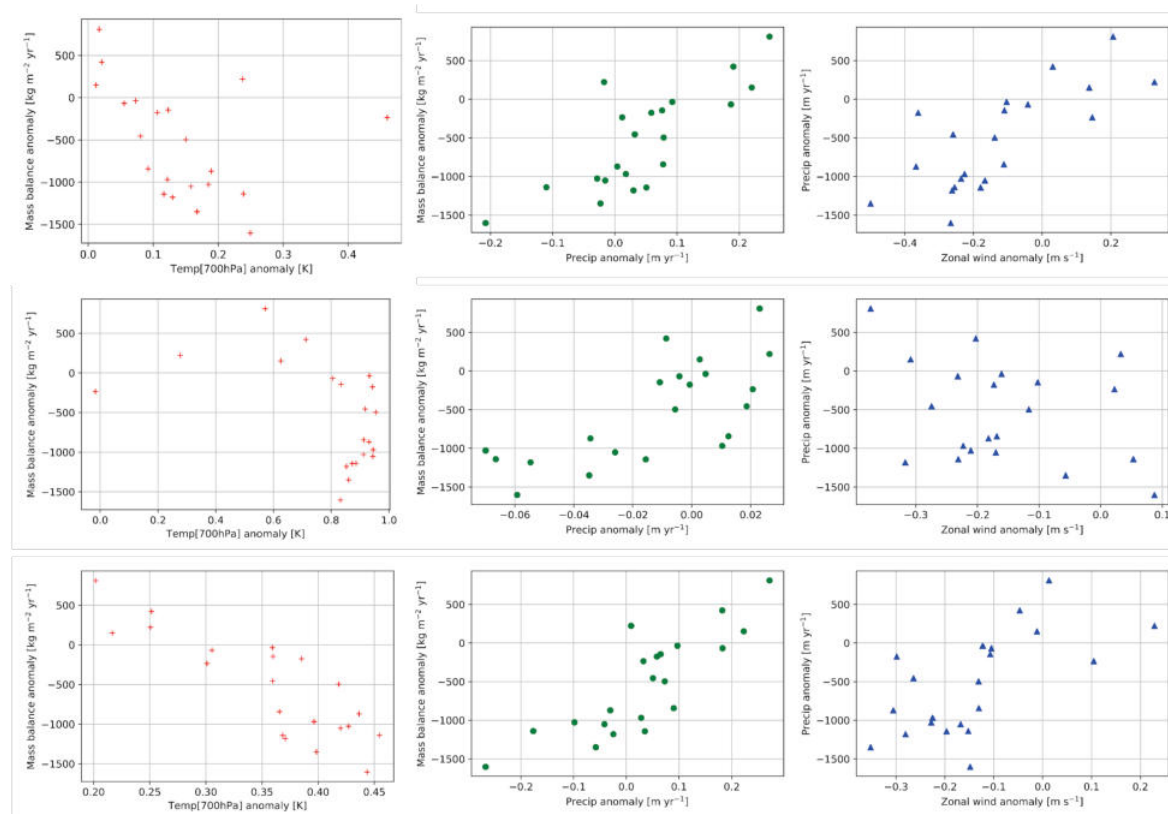 Mass balance anomaly [kg m⁻² yr⁻¹]
500
0
−500
−1000
−1500
0.0 0.1 0.2 0.3 0.4
Temp[700hPa] anomaly [K]
Mass balance anomaly [kg m⁻² yr⁻¹]
500
0
−500
−1000
−1500
−0.2 −0.1 0.0 0.1 0.2
Precip anomaly [m yr⁻¹]
Precip anomaly [m yr⁻¹]
500
0
−500
−1000
−1500
−0.4 −0.2 0.0 0.2
Zonal wind anomaly [m s⁻¹]
Mass balance anomaly [kg m⁻² yr⁻¹]
500
0
−500
−1000
−1500
0.0 0.2 0.4 0.6 0.8 1.0
Temp[700hPa] anomaly [K]
Mass balance anomaly [kg m⁻² yr⁻¹]
500
0
−500
−1000
−1500
−0.06 −0.04 −0.02 0.00 0.02
Precip anomaly [m yr⁻¹]
Precip anomaly [m yr⁻¹]
500
0
−500
−1000
−1500
−0.3 −0.2 −0.1 0.0 0.1
Zonal wind anomaly [m s⁻¹]
Mass balance anomaly [kg m⁻² yr⁻¹]
500
0
−500
−1000
−1500
0.20 0.25 0.30 0.35 0.40 0.45
Temp[700hPa] anomaly [K]
Mass balance anomaly [kg m⁻² yr⁻¹]
500
0
−500
−1000
−1500
−0.2 −0.1 0.0 0.1 0.2
Precip anomaly [m yr⁻¹]
Precip anomaly [m yr⁻¹]
500
0
−500
−1000
−1500
−0.3 −0.2 −0.1 0.0 0.1 0.2
Zonal wind anomaly [m s⁻¹]